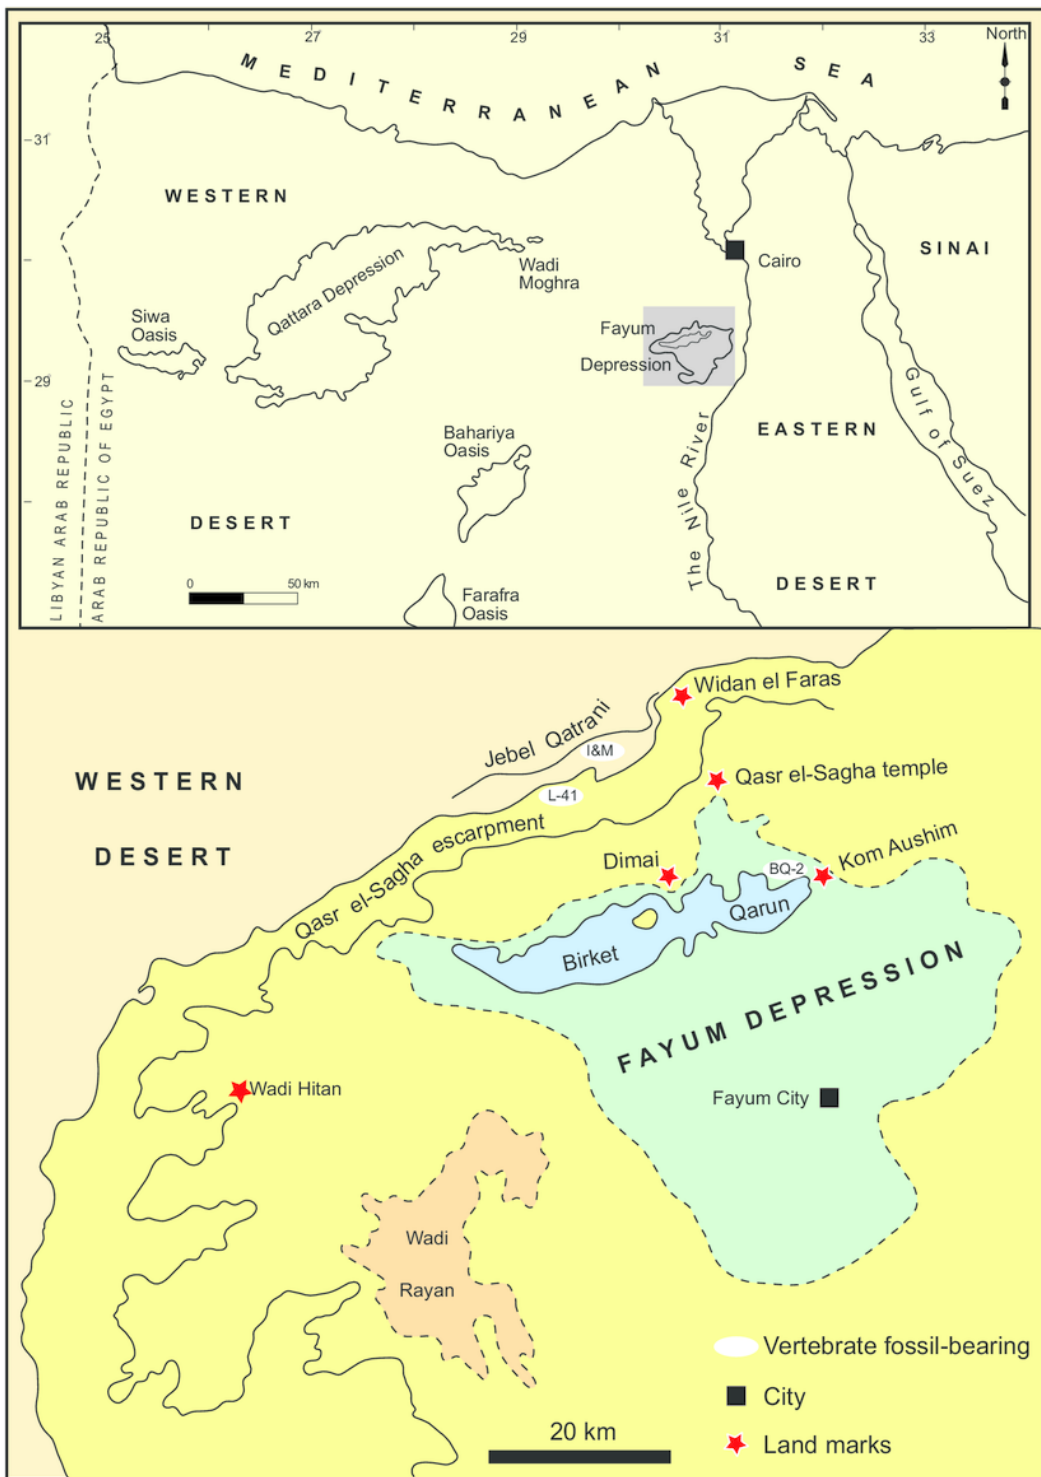 25 27 29 31 33
North
MEDITERRANEAN SEA
31
WESTERN
SINAI
Cairo
Wadi
Moghra
Qattara Depression
Siwa
Oasis
Fayum
Depression
29
LIBYAN ARAB REPUBLIC
ARAB REPUBLIC OF EGYPT
Gulf of Suez
Bahariya
Oasis
EASTERN
The Nile River
DESERT
DESERT
0 50 km
Farafra
Oasis
Widan el Faras
Jebel Qatrani
I&M
WESTERN
Qasr el-Sagha temple
L-41
DESERT
Qasr el-Sagha escarpment
Dimai
Kom Aushim
BQ-2
Qarun
Birket
FAYUM DEPRESSION
Wadi Hitan
Fayum City
Wadi
Rayan
Vertebrate fossil-bearing
City
20 km
Land marks